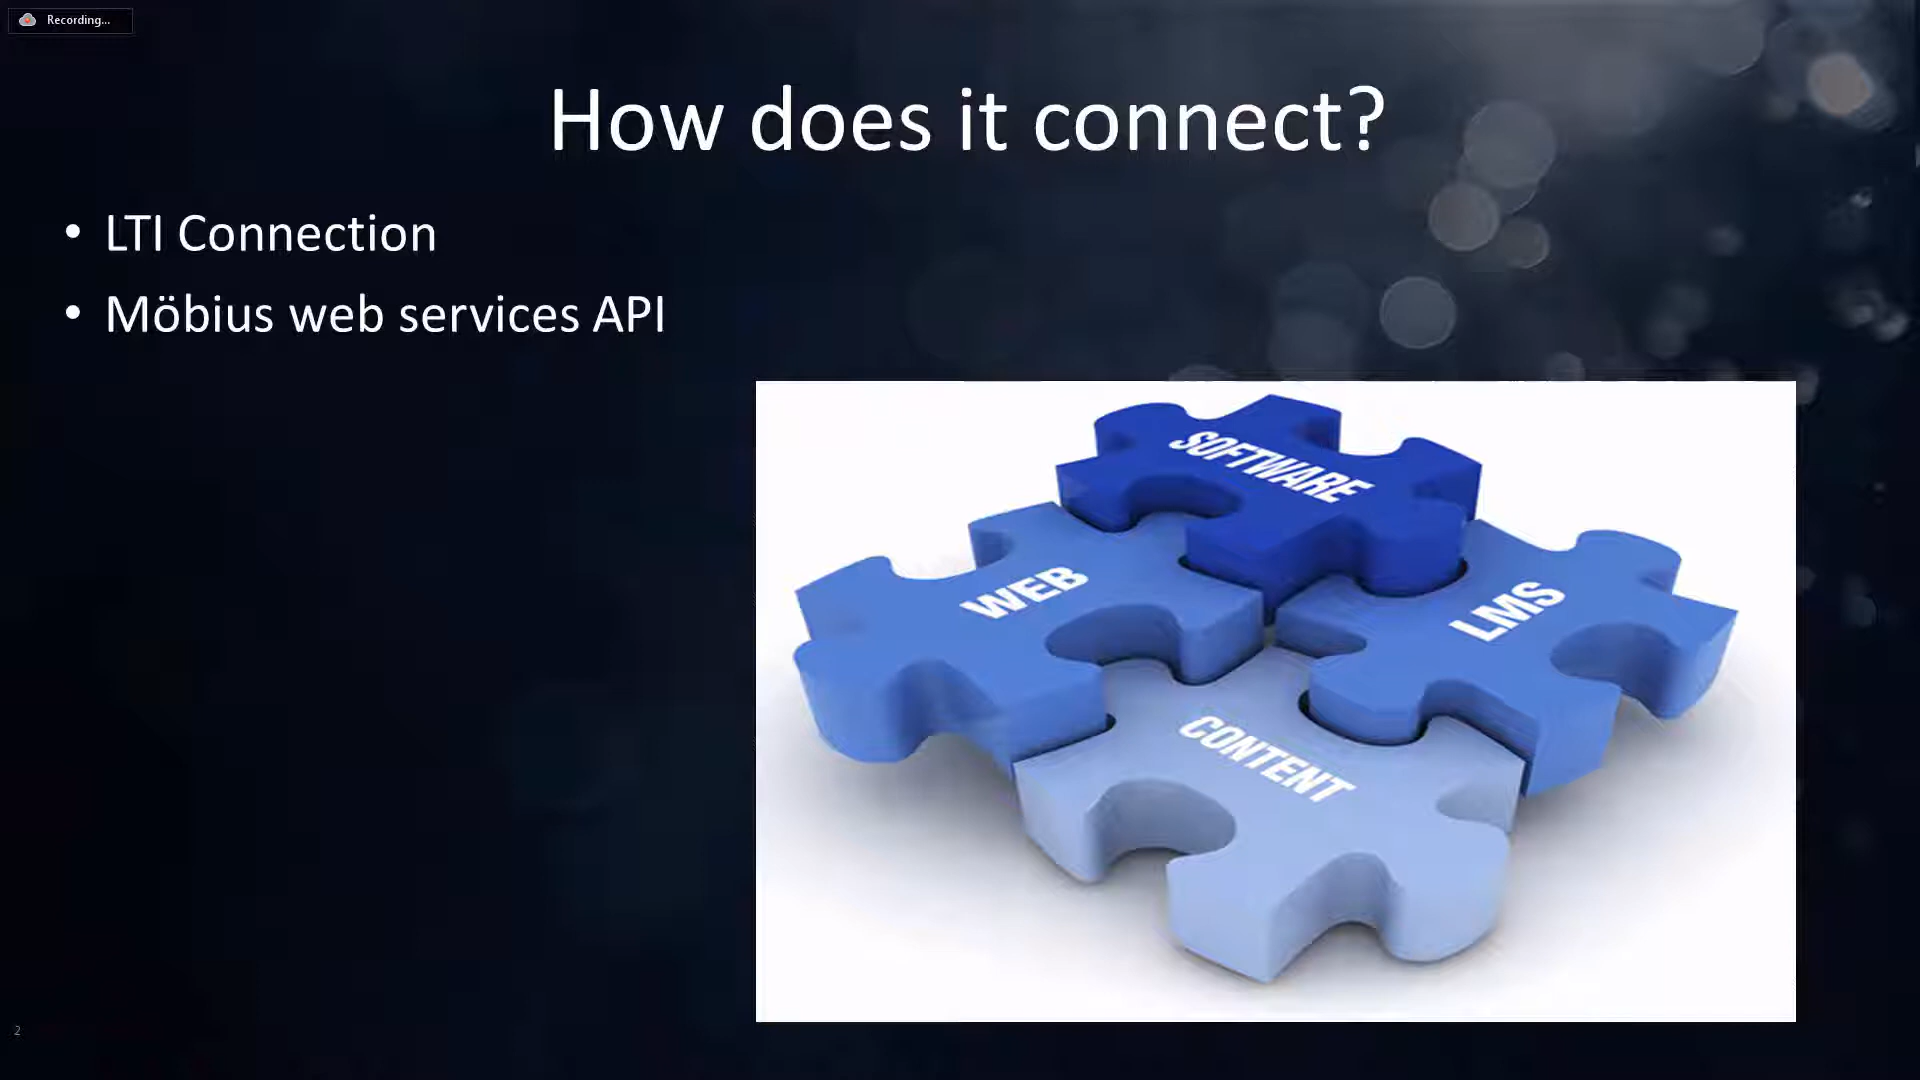 Recording...
How does it connect?
• LTI Connection
• Möbius web services API
SOFTWARE
WEB
LMS
CONTENT
2